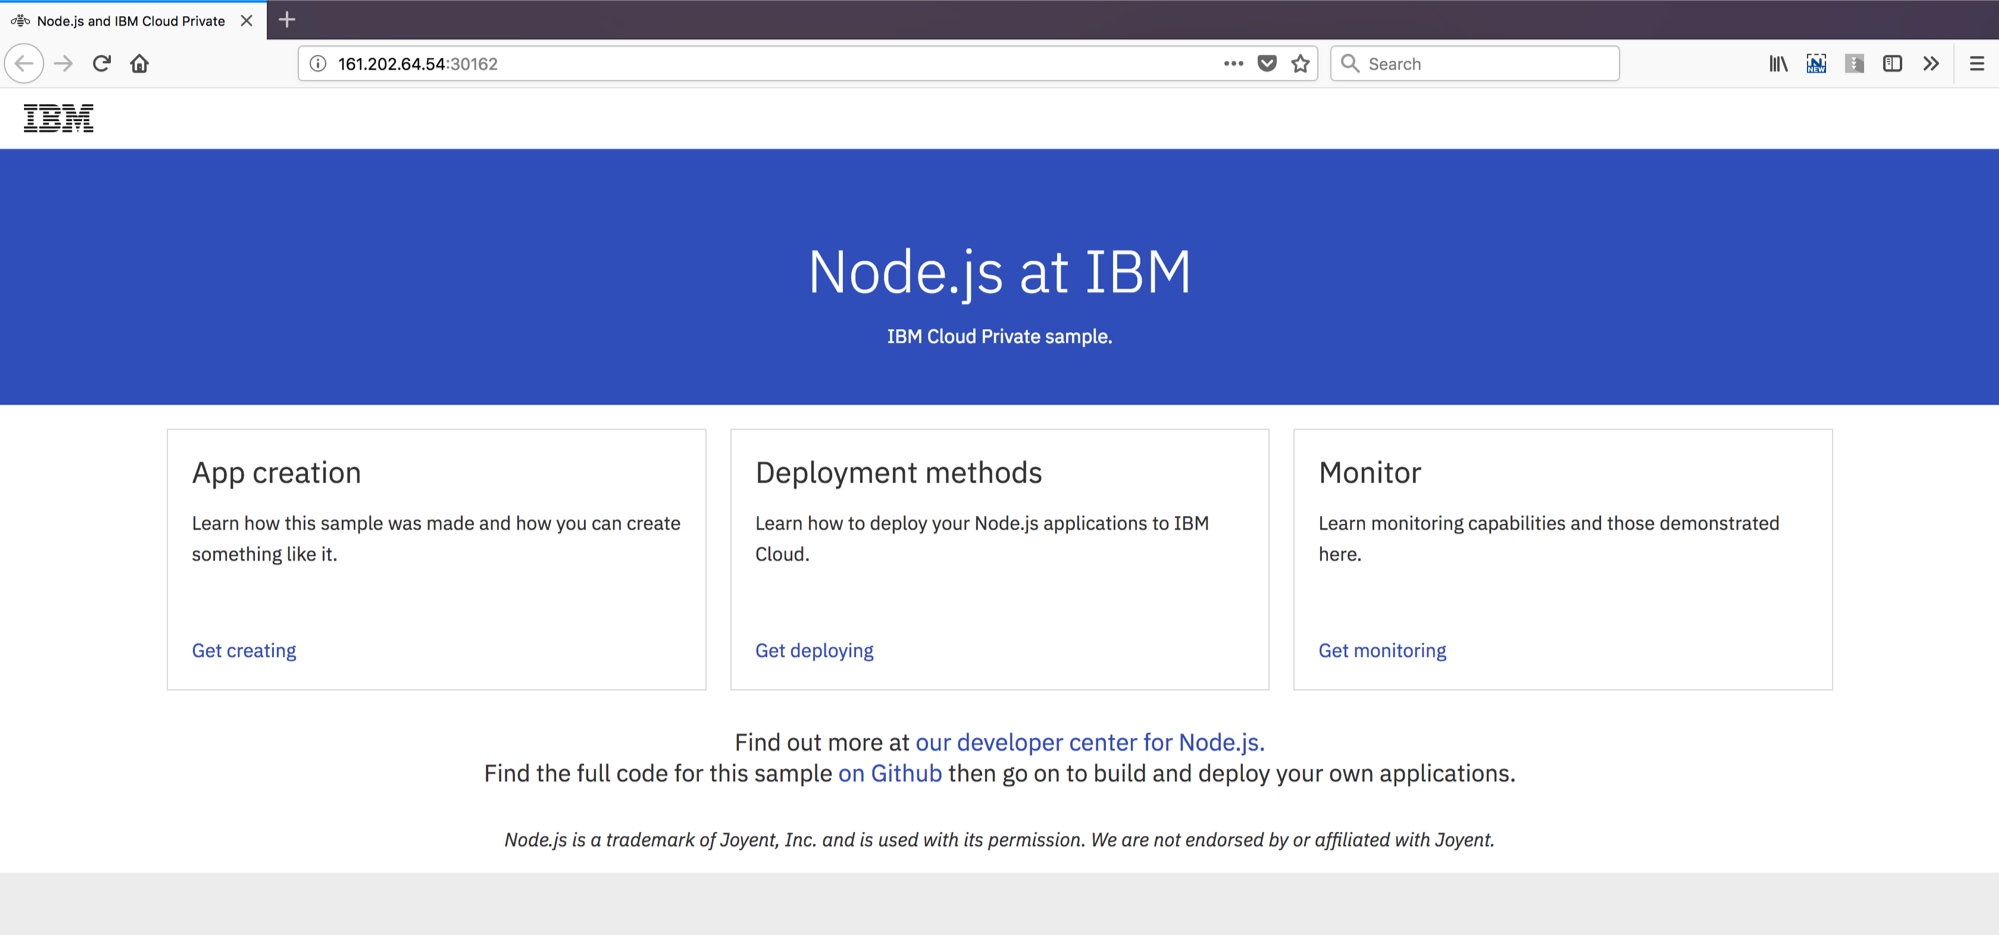 Node.js and IBM Cloud Private
161.202.64.54:30162
Search
NEW
IBM
Node.js at IBM
IBM Cloud Private sample.
App creation
Learn how this sample was made and how you can create
something like it.
Get creating
Deployment methods
Learn how to deploy your Node.js applications to IBM
Cloud.
Get deploying
Monitor
Learn monitoring capabilities and those demonstrated
here.
Get monitoring
Find out more at our developer center for Node.js.
Find the full code for this sample on Github then go on to build and deploy your own applications.
Node.js is a trademark of Joyent, Inc. and is used with its permission. We are not endorsed by or affiliated with Joyent.